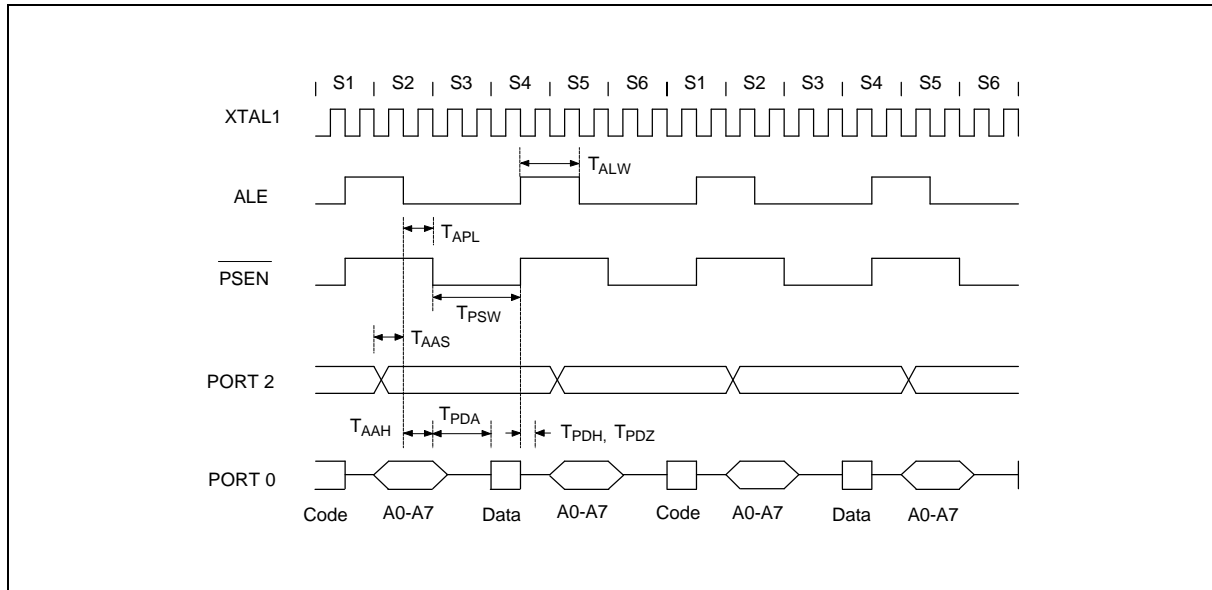 S1 S2 S3 S4 S5 S6 S1 S2 S3 S4 S5 S6
XTAL1
TALW
ALE
TAPL
PSEN
TPSW
TAAS
PORT 2
TAAH TPDA TPDH, TPDZ
PORT 0
Code A0-A7 Data A0-A7 Code A0-A7 Data A0-A7